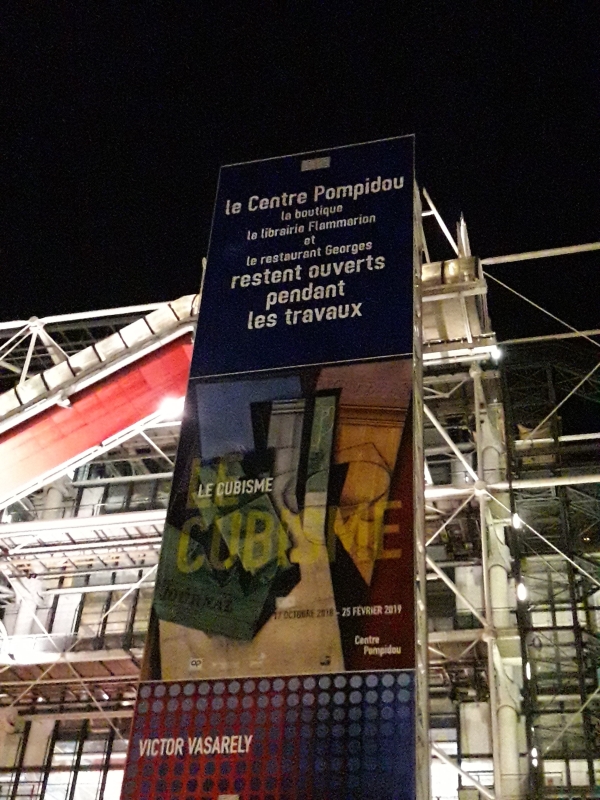 le Centre Pompidou
la boutique
la librairie Flammarion
et
le restaurant Georges
restent ouverts
pendant
les travaux
LE CUBISME
LE
CUBISME
JOURNAL
17 OCTOBRE 2018 - 25 FÉVRIER 2019
Centre
Pompidou
VICTOR VASARELY